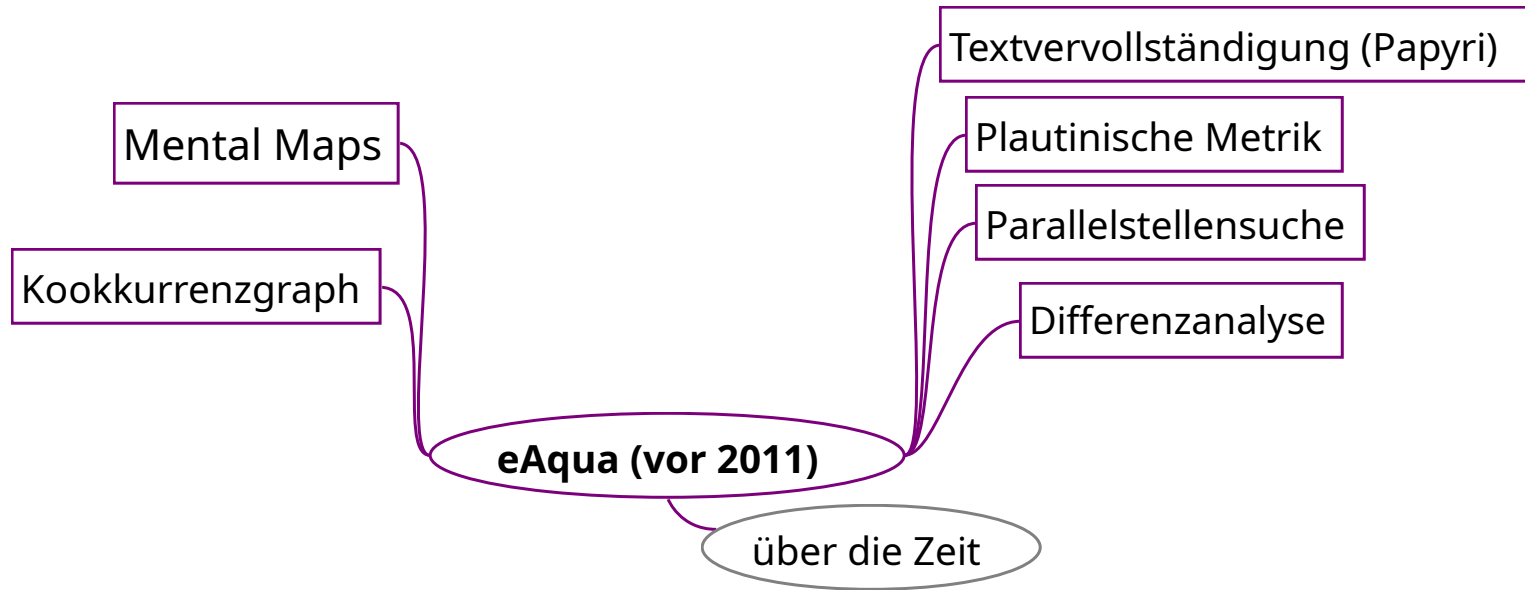 Textvervollständigung (Papyri)
Mental Maps
Plautinische Metrik
Parallelstellensuche
Kookkurrenzgraph
Differenzanalyse
eAqua (vor 2011)
über die Zeit